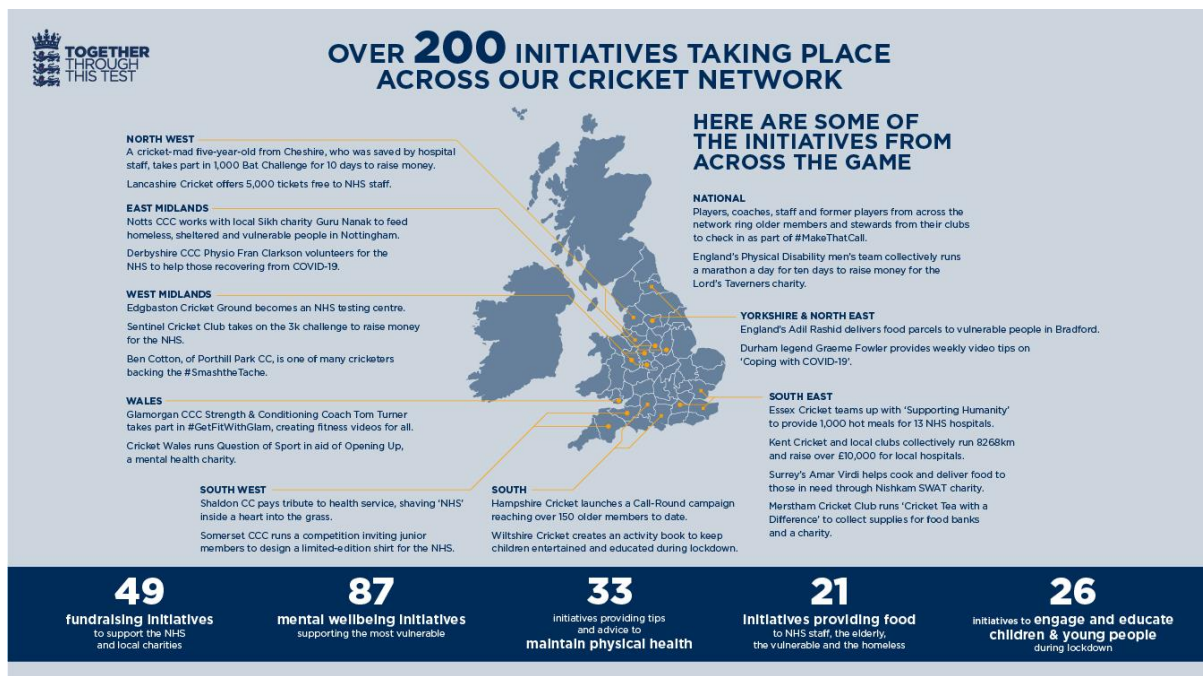 TOGETHER
THROUGH
THIS TEST
OVER 200 INITIATIVES TAKING PLACE
ACROSS OUR CRICKET NETWORK
HERE ARE SOME OF
THE INITIATIVES FROM
ACROSS THE GAME
NORTH WEST
A cricket-mad five-year-old from Cheshire, who was saved by hospital
staff, takes part in 1,000 Bat Challenge for 10 days to raise money.
Lancashire Cricket offers 5,000 tickets free to NHS staff.
EAST MIDLANDS
Notts CCC works with local Sikh charity Guru Nanak to feed
homeless, sheltered and vulnerable people in Nottingham.
Derbyshire CCC Physio Fran Clarkson volunteers for the
NHS to help those recovering from COVID-19.
WEST MIDLANDS
Edgbaston Cricket Ground becomes an NHS testing centre.
Sentinel Cricket Club takes on the 3k challenge to raise money
for the NHS.
Ben Cotton, of Porthill Park CC, is one of many cricketers
backing the #SmashtheTache.
WALES
Glamorgan CCC Strength & Conditioning Coach Tom Turner
takes part in #GetFitWithGlam, creating fitness videos for all.
Cricket Wales runs Question of Sport in aid of Opening Up,
a mental health charity.
SOUTH WEST
Shaldon CC pays tribute to health service, shaving 'NHS'
inside a heart into the grass.
Somerset CCC runs a competition inviting junior
members to design a limited-edition shirt for the NHS.
SOUTH
Hampshire Cricket launches a Call-Round campaign
reaching over 150 older members to date.
Wiltshire Cricket creates an activity book to keep
children entertained and educated during lockdown.
NATIONAL
Players, coaches, staff and former players from across the
network ring older members and stewards from their clubs
to check in as part of #MakeThatCall.
England's Physical Disability men's team collectively runs
a marathon a day for ten days to raise money for the
Lord's Taverners charity.
YORKSHIRE & NORTH EAST
England's Adil Rashid delivers food parcels to vulnerable people in Bradford.
Durham legend Graeme Fowler provides weekly video tips on
'Coping with COVID-19'.
SOUTH EAST
Essex Cricket teams up with 'Supporting Humanity'
to provide 1,000 hot meals for 13 NHS hospitals.
Kent Cricket and local clubs collectively run 8268km
and raise over £10,000 for local hospitals.
Surrey's Amar Virdi helps cook and deliver food to
those in need through Nishkam SWAT charity.
Merstham Cricket Club runs 'Cricket Tea with a
Difference' to collect supplies for food banks
and a charity.
49
fundraising initiatives
to support the NHS
and local charities
87
mental wellbeing initiatives
supporting the most vulnerable
33
initiatives providing tips
and advice to
maintain physical health
21
initiatives providing food
to NHS staff, the elderly,
the vulnerable and the homeless
26
initiatives to engage and educate
children & young people
during lockdown